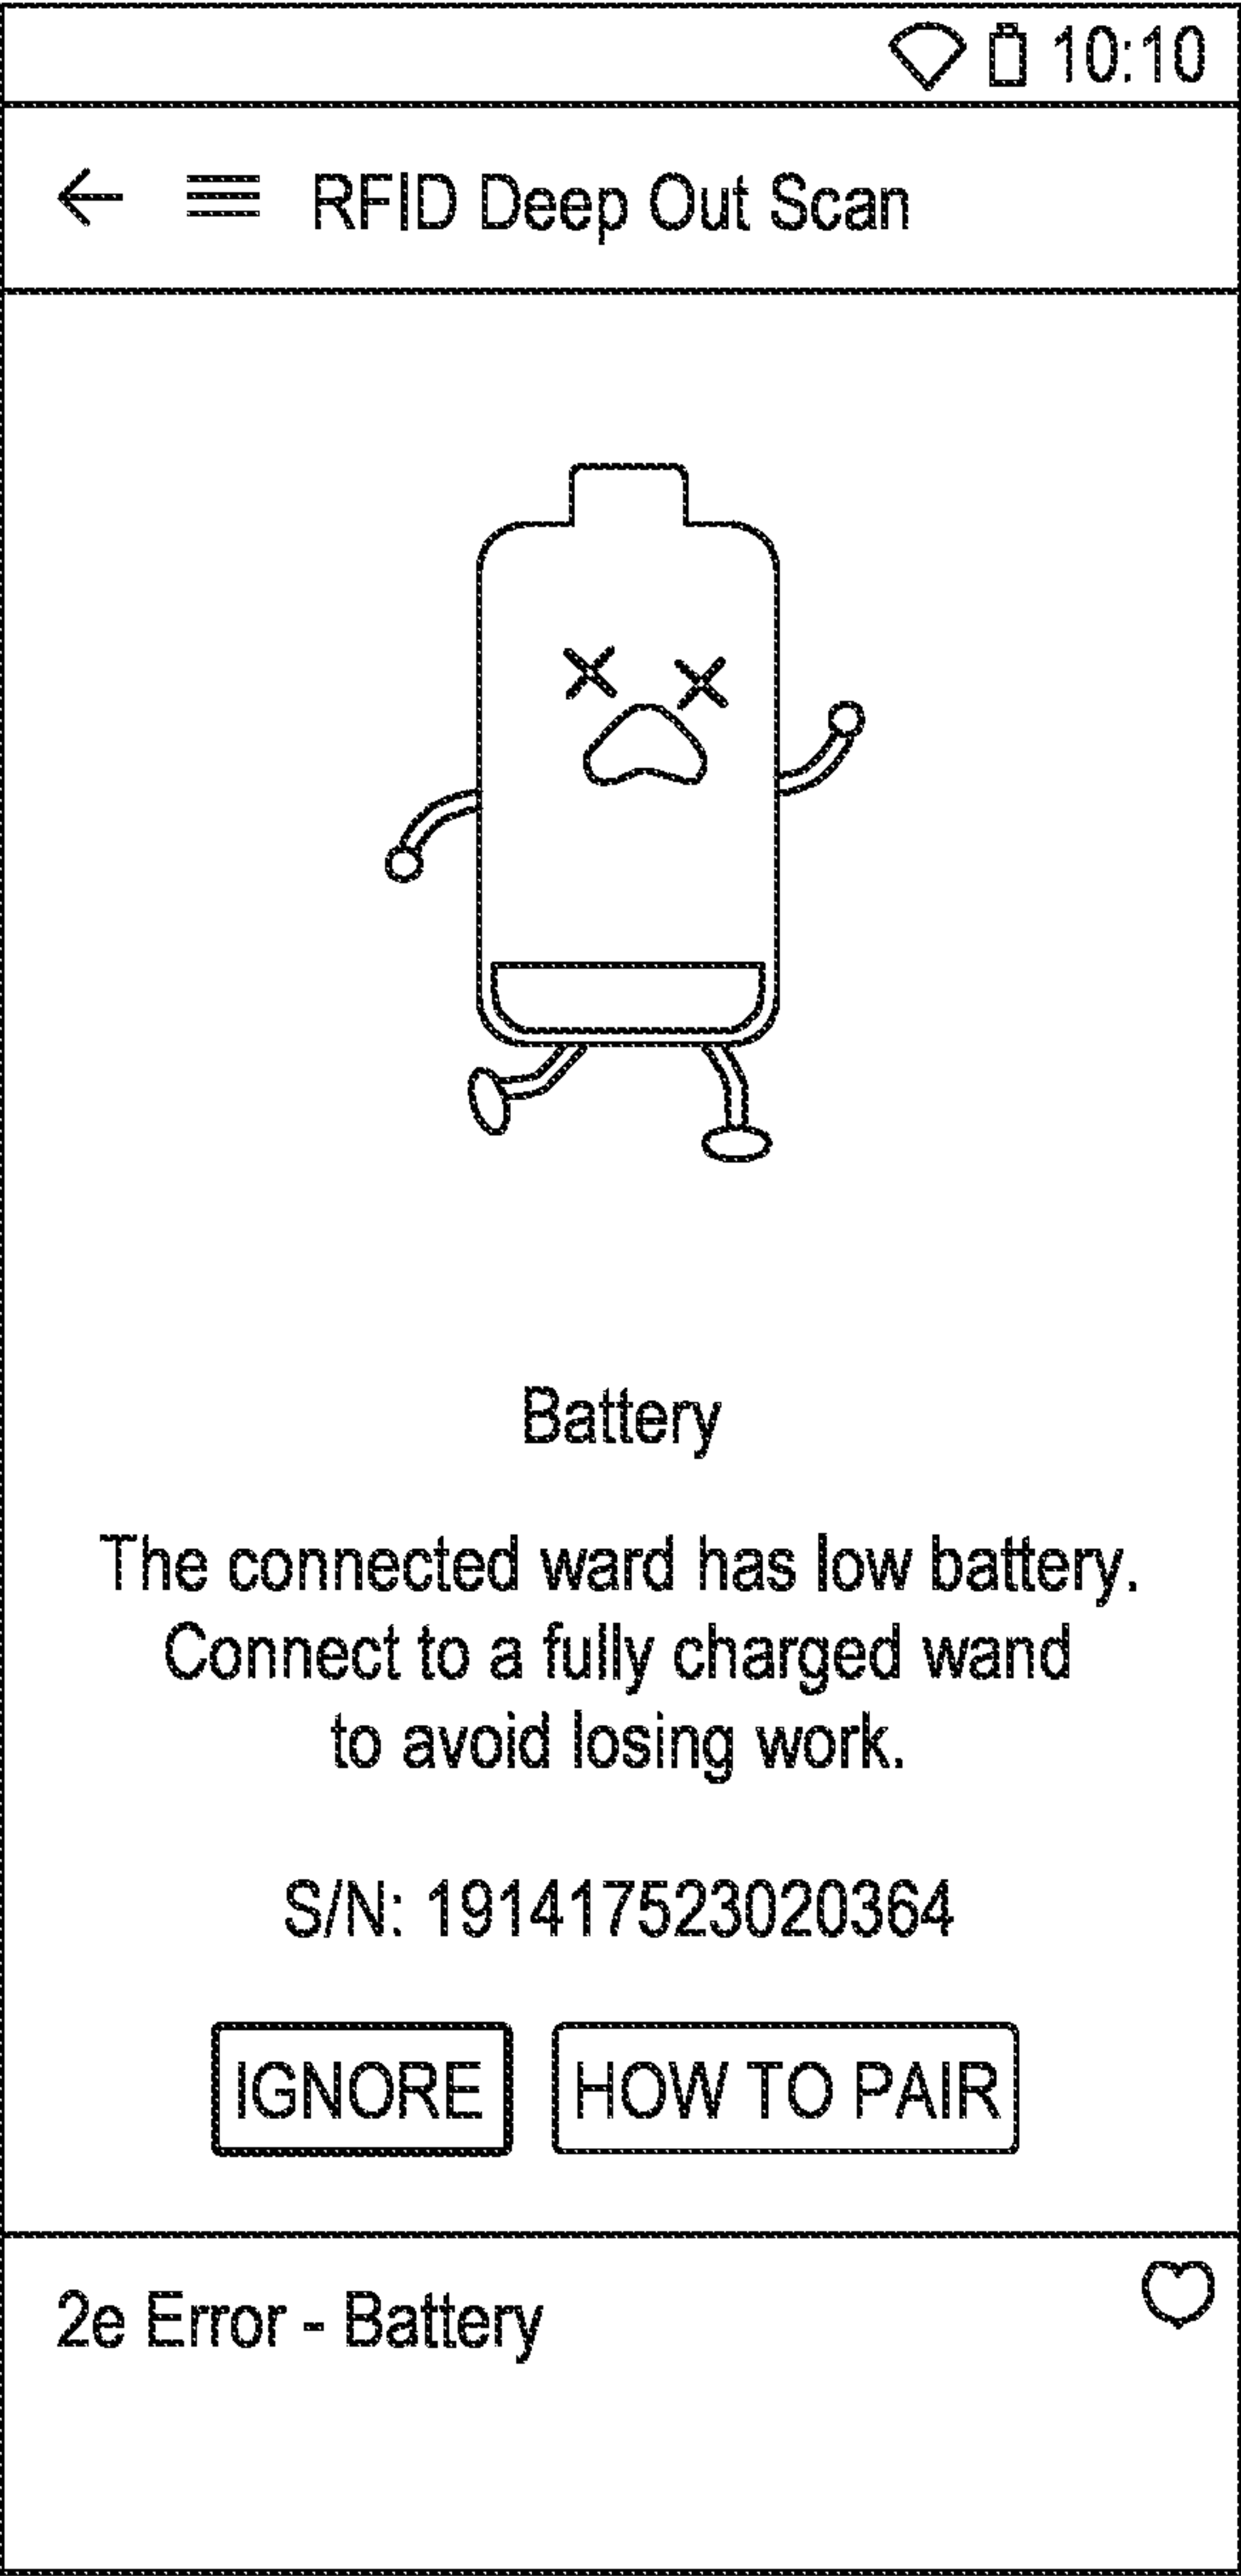 10:10
RFID Deep Out Scan
Battery
The connected ward has low battery.
Connect to a fully charged wand
to avoid losing work.
S/N: 191417523020364
IGNORE HOW TO PAIR
2e Error - Battery